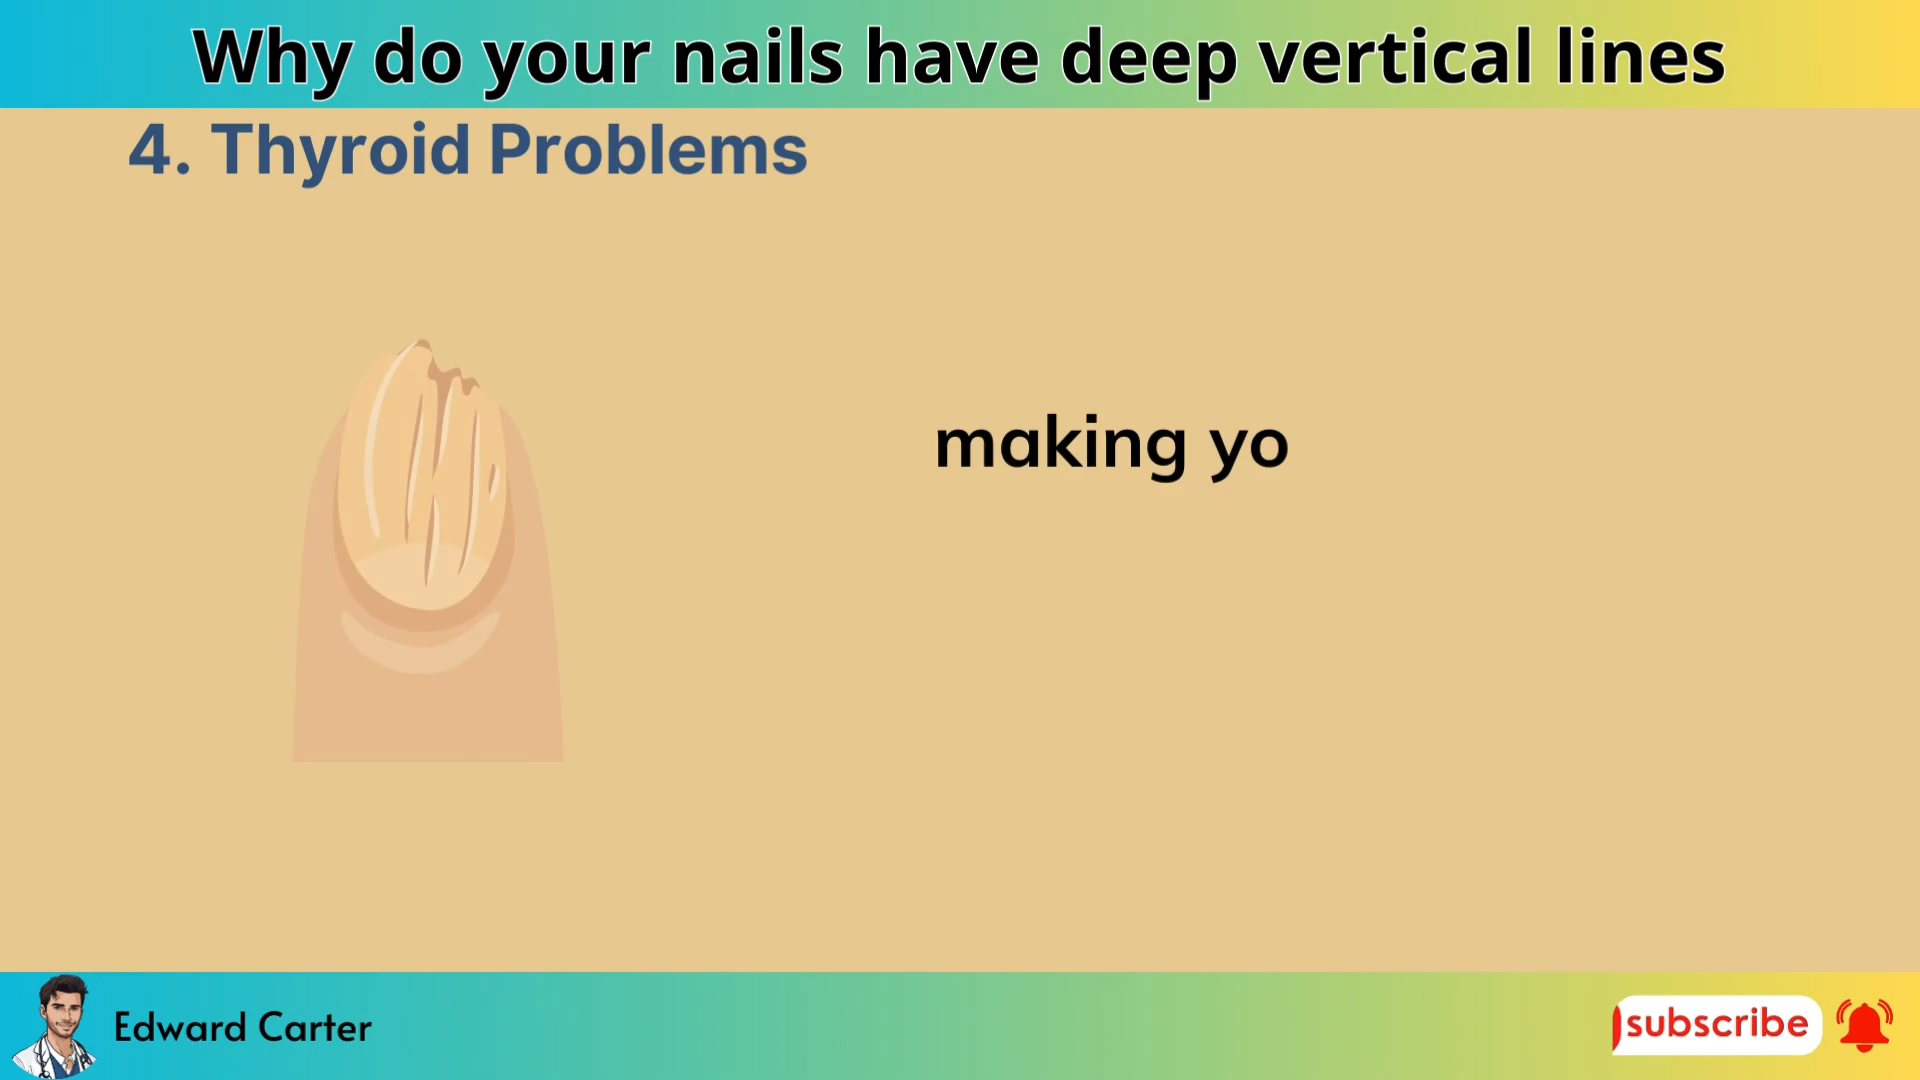 Why do your nails have deep vertical lines
4. Thyroid Problems
making yo
Edward Carter
subscribe